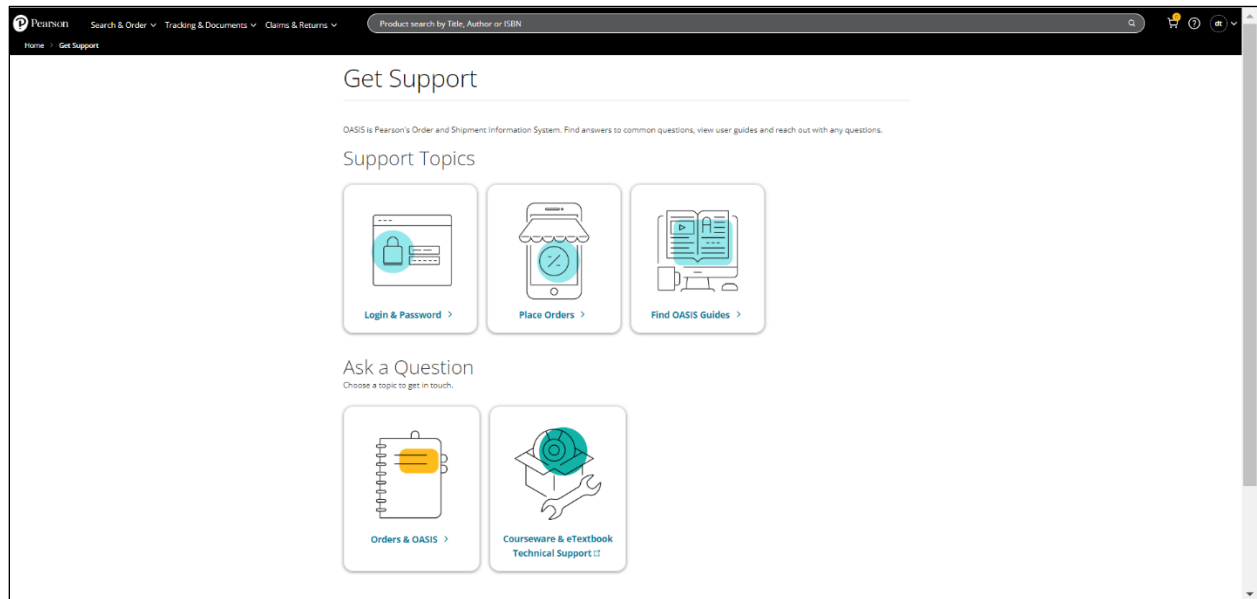 Pearson Search & Order Tracking & Documents Claims & Returns Product search by Title, Author or ISBN dt
Home > Get Support
Get Support
OASIS is Pearson's Order and Shipment Information System. Find answers to common questions, view user guides and reach out with any questions.
Support Topics
Login & Password > Place Orders > Find OASIS Guides >
Ask a Question
Choose a topic to get in touch.
Orders & OASIS >
Courseware & eTextbook
Technical Support